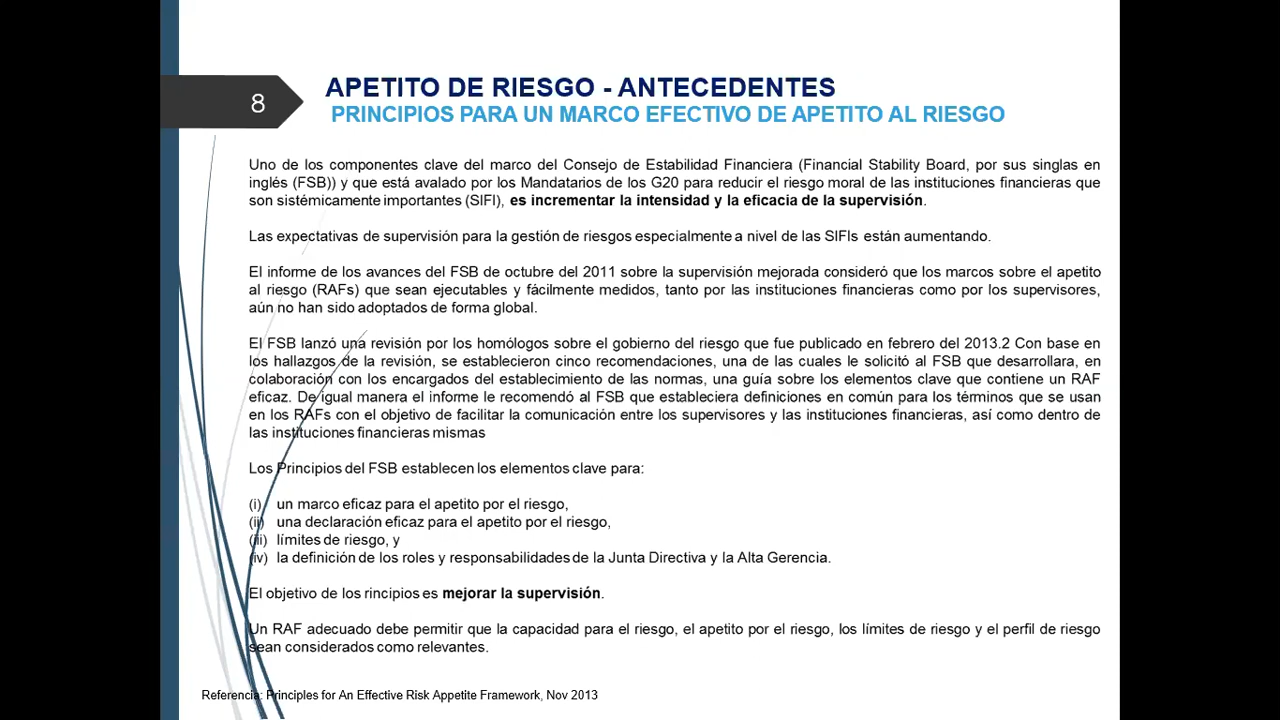 8
APETITO DE RIESGO - ANTECEDENTES
PRINCIPIOS PARA UN MARCO EFECTIVO DE APETITO AL RIESGO
Uno de los componentes clave del marco del Consejo de Estabilidad Financiera (Financial Stability Board, por sus singlas en
inglés (FSB)) y que está avalado por los Mandatarios de los G20 para reducir el riesgo moral de las instituciones financieras que
son sistémicamente importantes (SIFI), es incrementar la intensidad y la eficacia de la supervisión.
Las expectativas de supervisión para la gestión de riesgos especialmente a nivel de las SIFIs están aumentando.
El informe de los avances del FSB de octubre del 2011 sobre la supervisión mejorada consideró que los marcos sobre el apetito
al riesgo (RAFs) que sean ejecutables y fácilmente medidos, tanto por las instituciones financieras como por los supervisores,
aún no han sido adoptados de forma global.
El FSB lanzó una revisión por los homólogos sobre el gobierno del riesgo que fue publicado en febrero del 2013.2 Con base en
los hallazgos de la revisión, se establecieron cinco recomendaciones, una de las cuales le solicitó al FSB que desarrollara, en
colaboración con los encargados del establecimiento de las normas, una guía sobre los elementos clave que contiene un RAF
eficaz. De igual manera el informe le recomendó al FSB que estableciera definiciones en común para los términos que se usan
en los RAFs con el objetivo de facilitar la comunicación entre los supervisores y las instituciones financieras, así como dentro de
las instituciones financieras mismas
Los Principios del FSB establecen los elementos clave para:
(i) un marco eficaz para el apetito por el riesgo,
(ii) una declaración eficaz para el apetito por el riesgo,
(iii) límites de riesgo, y
(iv) la definición de los roles y responsabilidades de la Junta Directiva y la Alta Gerencia.
El objetivo de los rincipios es mejorar la supervisión.
Un RAF adecuado debe permitir que la capacidad para el riesgo, el apetito por el riesgo, los límites de riesgo y el perfil de riesgo
sean considerados como relevantes.
Referencia: Principles for An Effective Risk Appetite Framework, Nov 2013